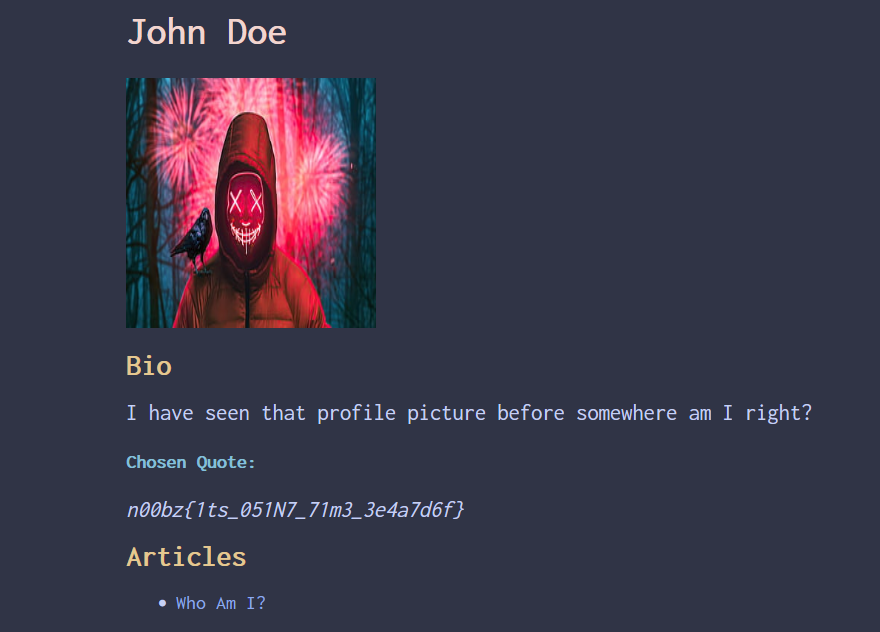 John Doe
Bio
I have seen that profile picture before somewhere am I right?
Chosen Quote:
n00bz{1ts_051N7_71m3_3e4a7d6f}
Articles
Who Am I?